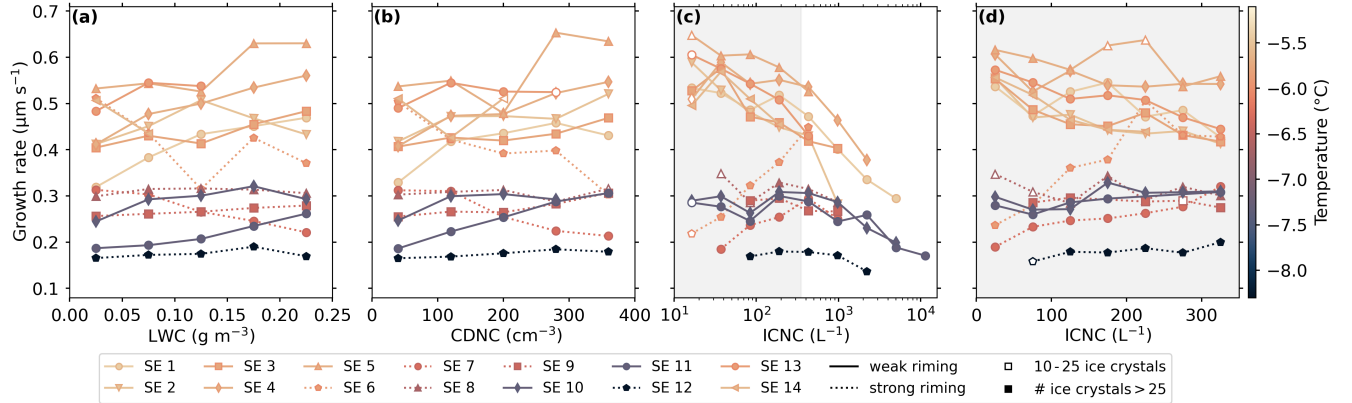 (a)
(b)
(c)
(d)
Growth rate (μm s⁻¹)
0.7
0.6
0.5
0.4
0.3
0.2
0.1
0.00 0.05 0.10 0.15 0.20 0.25
LWC (g m⁻³)
0 100 200 300 400
CDNC (cm⁻³)
10¹ 10² 10³ 10⁴
ICNC (L⁻¹)
0 100 200 300
ICNC (L⁻¹)
−5.5
−6.0
−6.5
−7.0
−7.5
−8.0
Temperature (°C)
SE 1 SE 3 SE 5 SE 7 SE 9 SE 11 SE 13 weak riming 10 - 25 ice crystals
SE 2 SE 4 SE 6 SE 8 SE 10 SE 12 SE 14 strong riming # ice crystals > 25